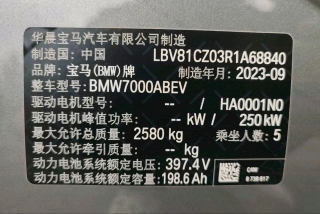 华晨宝马汽车有限公司制造
制造国: 中国 LBV81CZ03R1A68840
品牌: 宝马(BMW)牌 制造年月: 2023-09
整车型号: BMW7000ABEV
驱动电机型号: / HA0001N0
驱动电机峰值功率: -- kW / 250 kW
最大允许总质量: 2580 kg 乘坐人数: 5
最大允许牵引质量: -- kg
动力电池系统额定电压: 397.4V
动力电池系统额定容量: 198.6Ah